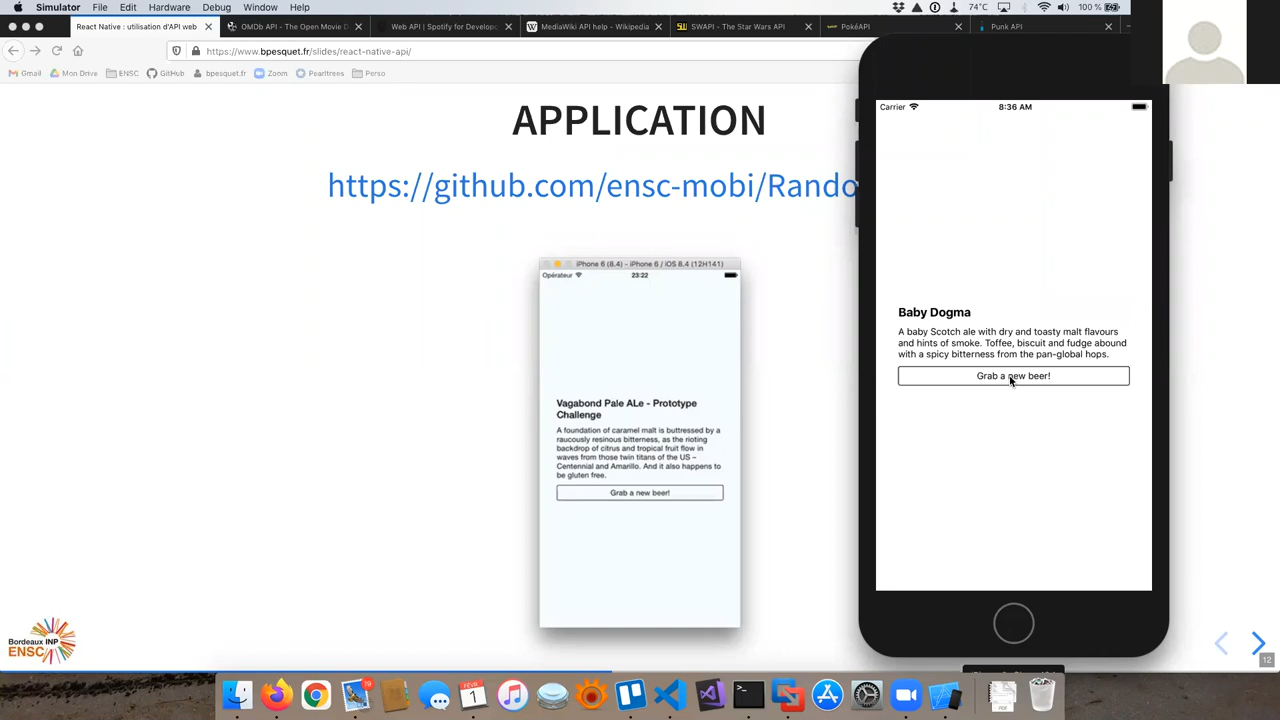 Simulator File Edit Hardware Debug Window Help 74°C 100 %
React Native : utilisation d'API web
OMDb API - The Open Movie D
Web API | Spotify for Develope
MediaWiki API help - Wikipedia
SWAPI - The Star Wars API
PokéAPI
Punk API
https://www.bpesquet.fr/slides/react-native-api/
Gmail Mon Drive ENSC GitHub bpesquet.fr Zoom Pearltrees Perso
APPLICATION
https://github.com/ensc-mobi/Rando
iPhone 6 (8.4) - iPhone 6 / iOS 8.4 (12H141)
Opérateur 23:22
Vagabond Pale ALe - Prototype
Challenge
A foundation of caramel malt is buttressed by a
raucously resinous bitterness, as the rioting
backdrop of citrus and tropical fruit flow in
waves from those twin titans of the US –
Centennial and Amarillo. And it also happens to
be gluten free.
Grab a new beer!
Carrier 8:36 AM
Baby Dogma
A baby Scotch ale with dry and toasty malt flavours
and hints of smoke. Toffee, biscuit and fudge abound
with a spicy bitterness from the pan-global hops.
Grab a new beer!
Bordeaux INP
ENSC
12
19
FÉVR
1
PDF